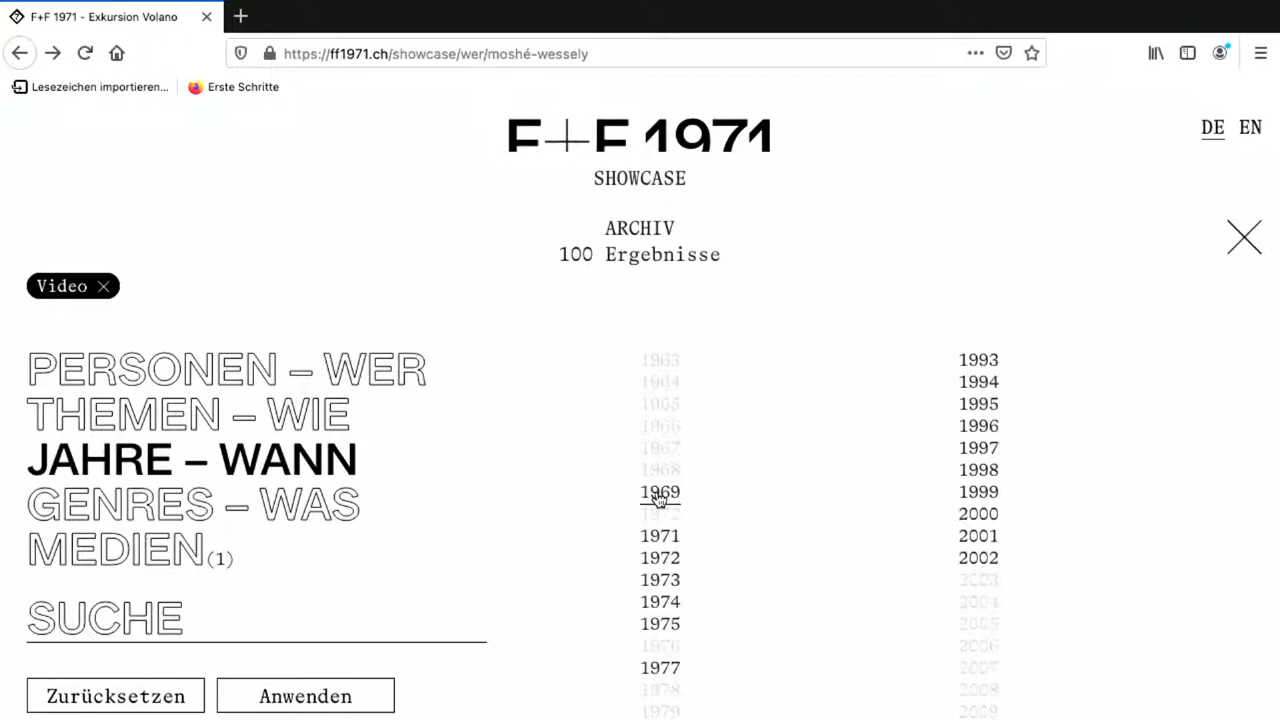 F+F 1971 - Exkursion Volano
https://ff1971.ch/showcase/wer/moshé-wessely
Lesezeichen importieren...
Erste Schritte
F+F 1971
DE EN
SHOWCASE
ARCHIV
100 Ergebnisse
Video
PERSONEN – WER
THEMEN – WIE
JAHRE – WANN
GENRES – WAS
MEDIEN(1)
SUCHE
Zurücksetzen
Anwenden
1963
1964
1965
1966
1967
1968
1969
1971
1972
1973
1974
1975
1976
1977
1978
1979
1993
1994
1995
1996
1997
1998
1999
2000
2001
2002
2003
2004
2005
2006
2007
2008
2009